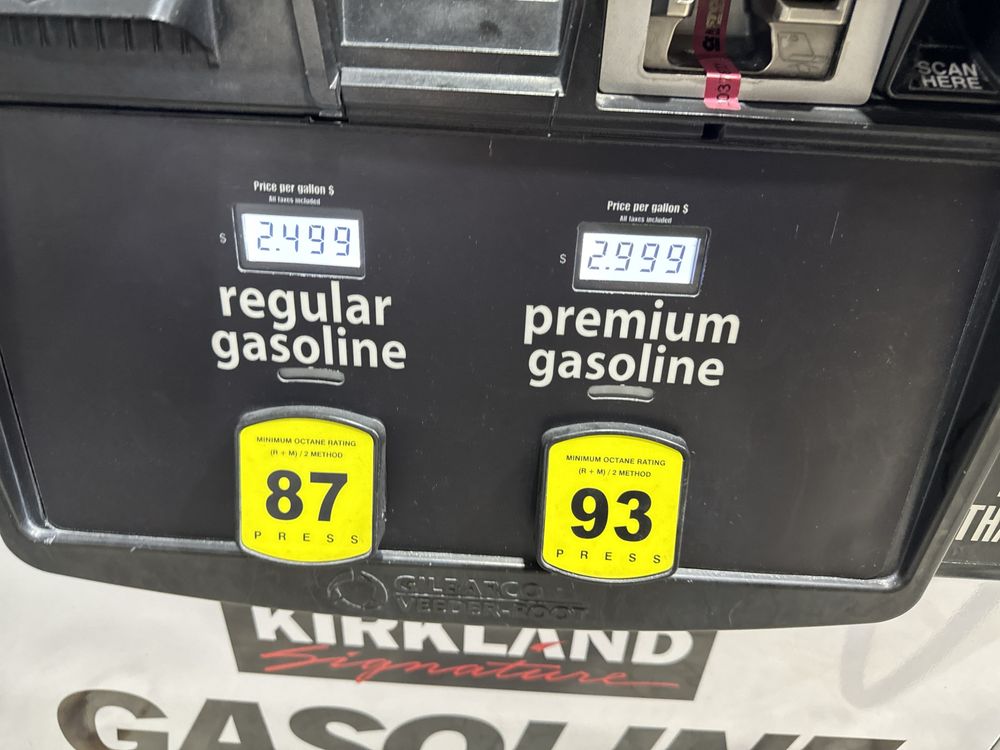 SCAN
HERE
Price per gallon $
All taxes included
$ 2.499
regular
gasoline
Price per gallon $
All taxes included
$ 2.999
premium
gasoline
MINIMUM OCTANE RATING
(R + M) / 2 METHOD
87
PRESS
MINIMUM OCTANE RATING
(R + M) / 2 METHOD
93
PRESS
GILBARCO
VEEDER-ROOT
KIRKLAND
Signature
GASOLINE